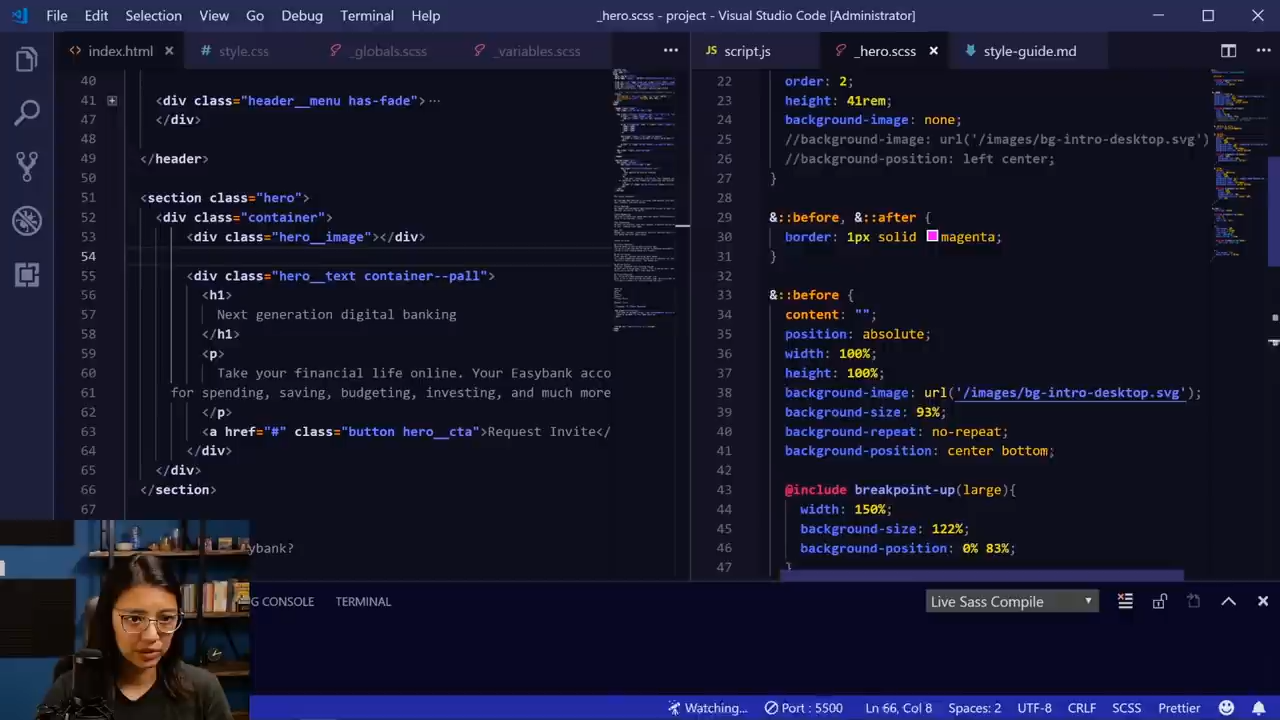 File Edit Selection View Go Debug Terminal Help
_hero.scss - project - Visual Studio Code [Administrator]
index.html
style.css
_globals.scss
_variables.scss
script.js
_hero.scss
style-guide.md
40
41 <div class="header__menu has-fade">
47 </div>
48
49 </header>
50
51 <section class="hero">
52 <div class="container">
53 <div class="hero__image"></div>
54
55 <div class="hero__text container--pall">
56 <h1>
57 Next generation digital banking
58 </h1>
59 <p>
60 Take your financial life online. Your Easybank acco
61 for spending, saving, budgeting, investing, and much more
62 </p>
63 <a href="#" class="button hero__cta">Request Invite</
64 </div>
65 </div>
66 </section>
67
ybank?
22 order: 2;
23 height: 41rem;
24 background-image: none;
25 //background-image: url('/images/bg-intro-desktop.svg')
26 //background-position: left center;
27 }
28
29 &::before, &::after {
30 border: 1px solid magenta;
31 }
32
33 &::before {
34 content: "";
35 position: absolute;
36 width: 100%;
37 height: 100%;
38 background-image: url('/images/bg-intro-desktop.svg');
39 background-size: 93%;
40 background-repeat: no-repeat;
41 background-position: center bottom;
42
43 @include breakpoint-up(large){
44 width: 150%;
45 background-size: 122%;
46 background-position: 0% 83%;
47 }
G CONSOLE TERMINAL
Live Sass Compile
Watching... Port : 5500 Ln 66, Col 8 Spaces: 2 UTF-8 CRLF SCSS Prettier